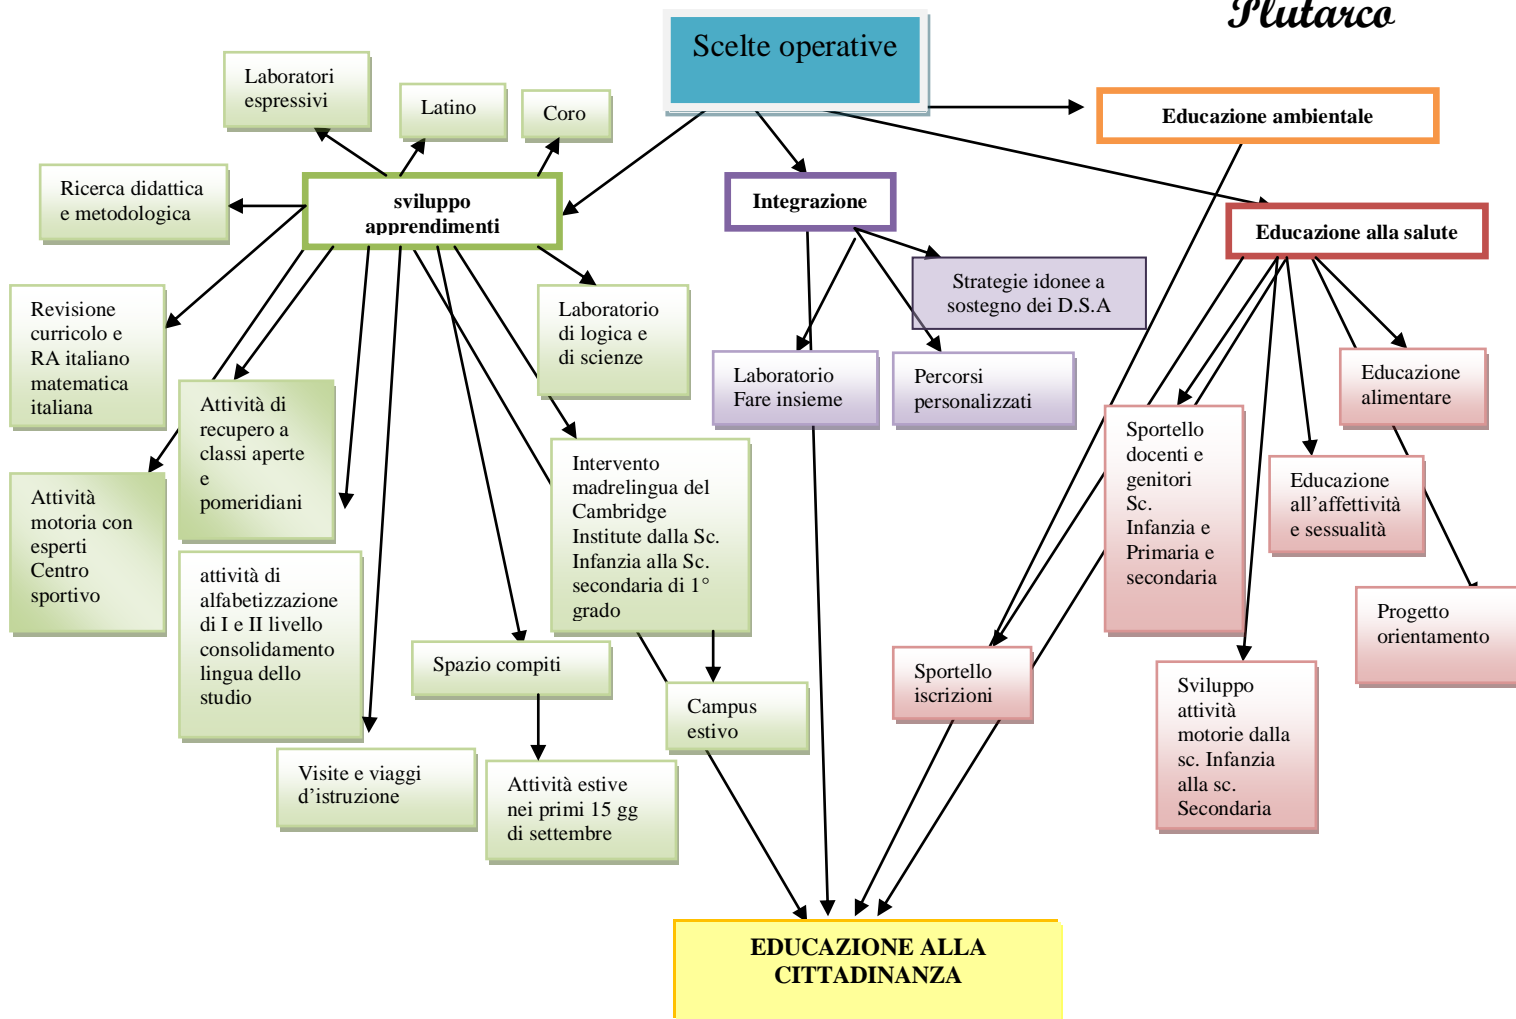 Plutarco
Scelte operative
Laboratori
espressivi
Latino
Coro
Educazione ambientale
Ricerca didattica
e metodologica
sviluppo
apprendimenti
Integrazione
Educazione alla salute
Strategie idonee a
sostegno dei D.S.A
Revisione
curricolo e
RA italiano
matematica
italiana
Laboratorio
di logica e
di scienze
Laboratorio
Fare insieme
Percorsi
personalizzati
Educazione
alimentare
Attività di
recupero a
classi aperte
e
pomeridiani
Sportello
docenti e
genitori
Sc.
Infanzia e
Primaria e
secondaria
Intervento
madrelingua del
Cambridge
Institute dalla Sc.
Infanzia alla Sc.
secondaria di 1°
grado
Educazione
all'affettività
e sessualità
Attività
motoria con
esperti
Centro
sportivo
attività di
alfabetizzazione
di I e II livello
consolidamento
lingua dello
studio
Progetto
orientamento
Spazio compiti
Sportello
iscrizioni
Sviluppo
attività
motorie dalla
sc. Infanzia
alla sc.
Secondaria
Campus
estivo
Visite e viaggi
d'istruzione
Attività estive
nei primi 15 gg
di settembre
EDUCAZIONE ALLA
CITTADINANZA